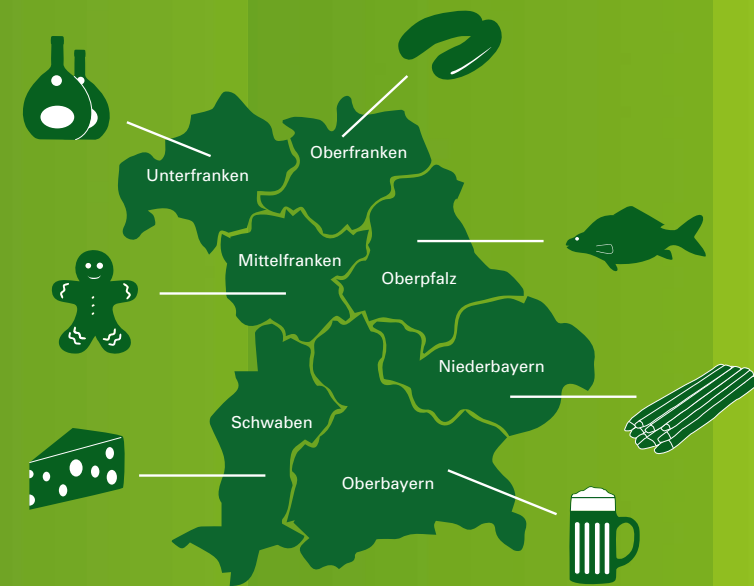 Oberfranken
Unterfranken
Mittelfranken
Oberpfalz
Niederbayern
Schwaben
Oberbayern